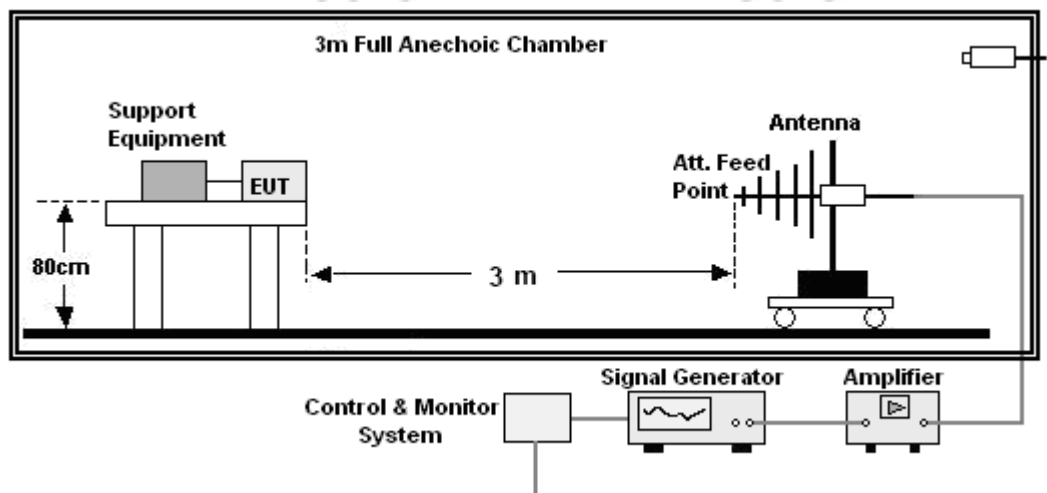 3m Full Anechoic Chamber
Support
Equipment
EUT
80cm
3 m
Antenna
Att. Feed
Point
Signal Generator
Amplifier
Control & Monitor
System